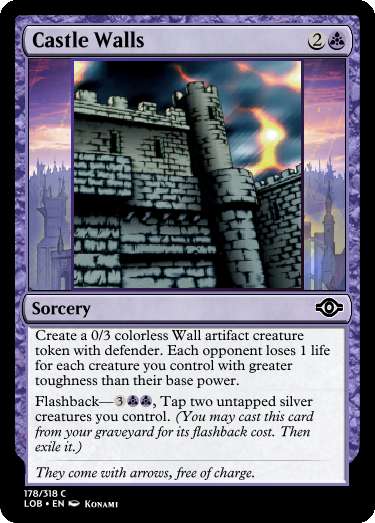 Castle Walls 2
Sorcery
Create a 0/3 colorless Wall artifact creature
token with defender. Each opponent loses 1 life
for each creature you control with greater
toughness than their base power.
Flashback—3, Tap two untapped silver
creatures you control. (You may cast this card
from your graveyard for its flashback cost. Then
exile it.)
They come with arrows, free of charge.
178/318 C
LOB • EN Konami